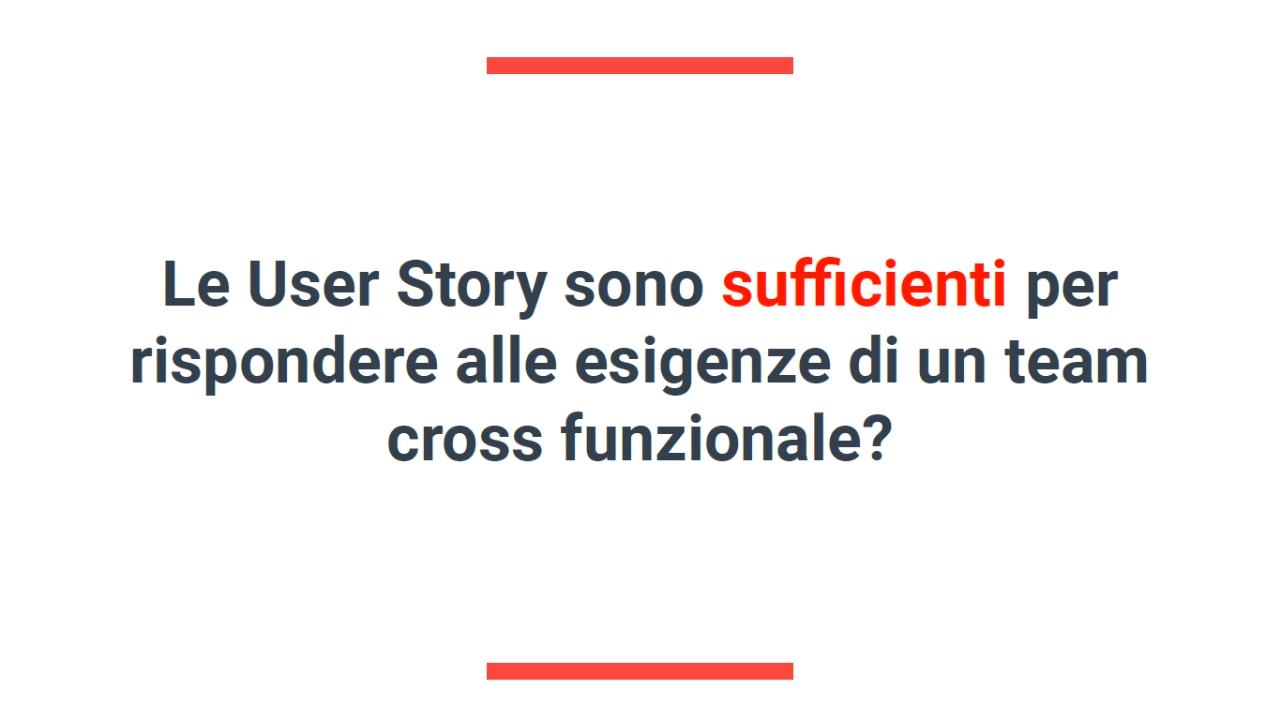 Le User Story sono sufficienti per
rispondere alle esigenze di un team
cross funzionale?